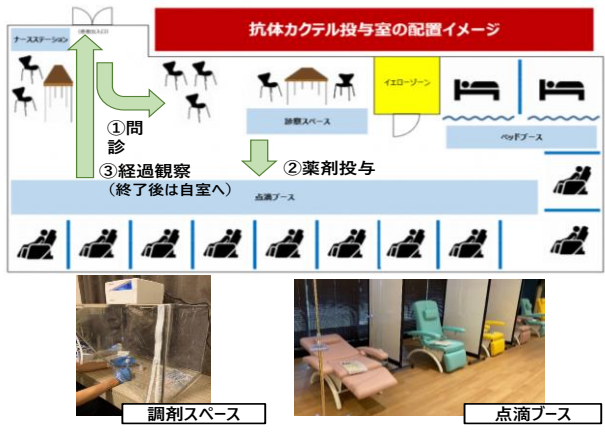 抗体カクテル投与室の配置イメージ
ナースステーション
イエローゾーン
①問
診
診察スペース
ベッドブース
③経過観察
(終了後は自室へ)
②薬剤投与
点滴ブース
調剤スペース
点滴ブース